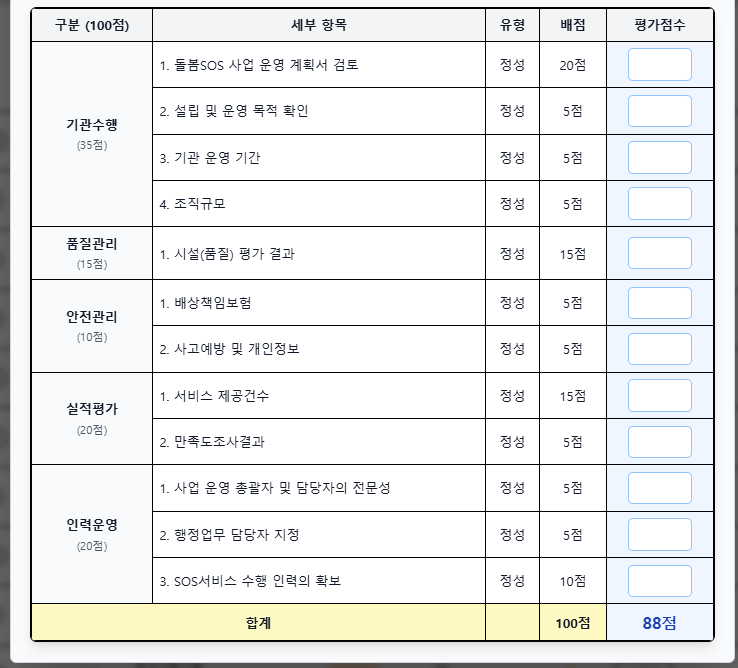 구분 (100점) 세부 항목 유형 배점 평가점수
기관수행
(35점)
1. 돌봄SOS 사업 운영 계획서 검토 정성 20점
2. 설립 및 운영 목적 확인 정성 5점
3. 기관 운영 기간 정성 5점
4. 조직규모 정성 5점
품질관리
(15점)
1. 시설(품질) 평가 결과 정성 15점
안전관리
(10점)
1. 배상책임보험 정성 5점
2. 사고예방 및 개인정보 정성 5점
실적평가
(20점)
1. 서비스 제공건수 정성 15점
2. 만족도조사결과 정성 5점
인력운영
(20점)
1. 사업 운영 총괄자 및 담당자의 전문성 정성 5점
2. 행정업무 담당자 지정 정성 5점
3. SOS서비스 수행 인력의 확보 정성 10점
합계 100점 88점